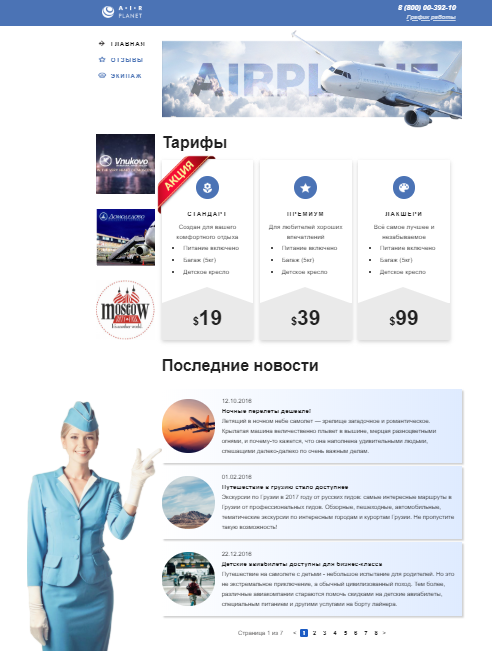 A·I·R
PLANET
8 (800) 00-392-10
График работы
ГЛАВНАЯ
ОТЗЫВЫ
ЭКИПАЖ
AIRPLANE
Vnukovo
Домодедово
MOSCOW
Тарифы
АКЦИЯ
СТАНДАРТ
Создан для вашего
комфортного отдыха
Питание включено
Багаж (5кг)
Детское кресло
$19
ПРЕМИУМ
Для любителей хороших
впечатлений
Питание включено
Багаж (5кг)
Детское кресло
$39
ЛАКШЕРИ
Всё самое лучшее и
незабываемое
Питание включено
Багаж (5кг)
Детское кресло
$99
Последние новости
12.10.2016
Ночные перелеты дешевле!
Летящий в ночном небе самолет — зрелище загадочное и романтическое.
Крылатая машина величественно плывет в вышине, мерцая разноцветными
огнями, и почему-то кажется, что она наполнена удивительными людьми,
спешащими далеко-далеко по очень важным делам.
01.02.2016
Путешествие в грузию стало доступнее
Экскурсии по Грузии в 2017 году от русских гидов: самые интересные маршруты в
Грузии от профессиональных гидов. Обзорные, пешеходные, автомобильные,
тематические экскурсии по интересным городам и курортам Грузии. Не пропустите
такую возможность!
22.12.2016
Детские авиабилеты доступны для бизнес-класса
Путешествие на самолете с детьми - небольшое испытание для родителей. Но это
не экстремальное приключение, а обычный цивилизованный поход. Тем более,
различные авиакомпании стараются помочь скидками на детские авиабилеты,
специальным питанием и другими услугами на борту лайнера.
Страница 1 из 7 < 1 2 3 4 5 6 7 8 >